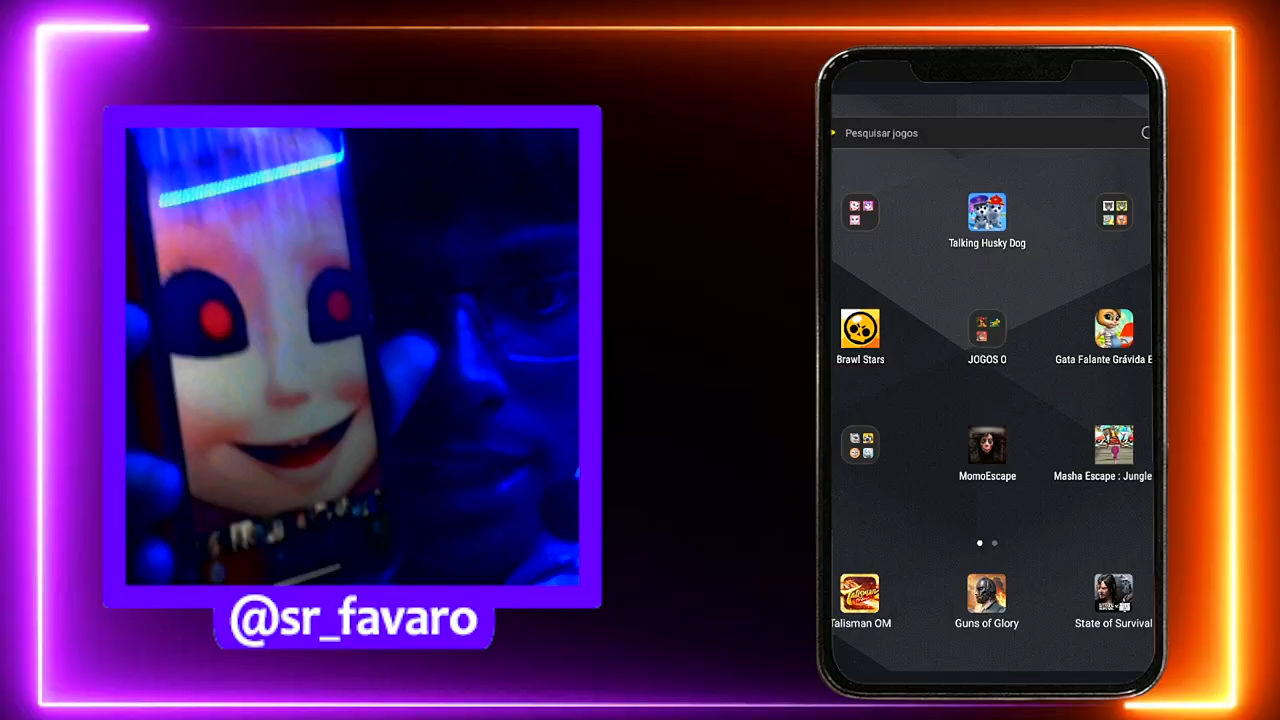 @sr_favaro
Pesquisar jogos
Talking Husky Dog
Brawl Stars
JOGOS O
Gata Falante Grávida E
MomoEscape
Masha Escape : Jungle
Talisman OM
Guns of Glory
State of Survival